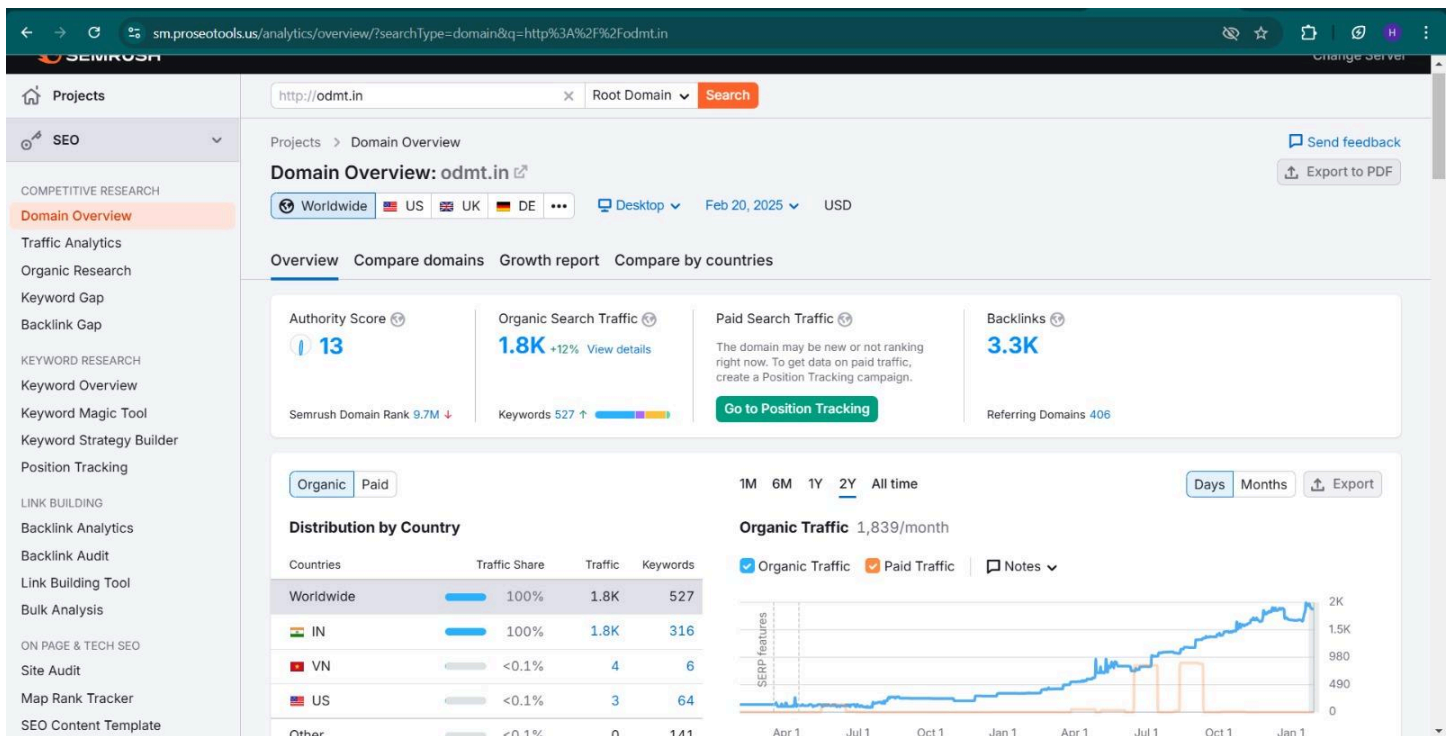 sm.proseotools.us/analytics/overview/?searchType=domain&q=http%3A%2F%2Fodmt.in
H
SEMRUSH
Change Server
Projects
http://odmt.in
Root Domain
Search
SEO
Projects > Domain Overview
Send feedback
Domain Overview: odmt.in
Export to PDF
Worldwide US UK DE •••
Desktop
Feb 20, 2025
USD
COMPETITIVE RESEARCH
Domain Overview
Traffic Analytics
Organic Research
Keyword Gap
Backlink Gap
KEYWORD RESEARCH
Keyword Overview
Keyword Magic Tool
Keyword Strategy Builder
Position Tracking
LINK BUILDING
Backlink Analytics
Backlink Audit
Link Building Tool
Bulk Analysis
ON PAGE & TECH SEO
Site Audit
Map Rank Tracker
SEO Content Template
Overview Compare domains Growth report Compare by countries
Authority Score
13
Semrush Domain Rank 9.7M ↓
Organic Search Traffic
1.8K +12% View details
Keywords 527 ↑
Paid Search Traffic
The domain may be new or not ranking
right now. To get data on paid traffic,
create a Position Tracking campaign.
Go to Position Tracking
Backlinks
3.3K
Referring Domains 406
Organic Paid
Distribution by Country
Countries Traffic Share Traffic Keywords
Worldwide 100% 1.8K 527
IN 100% 1.8K 316
VN <0.1% 4 6
US <0.1% 3 64
Other <0.1% 0 141
1M 6M 1Y 2Y All time
Days Months
Export
Organic Traffic 1,839/month
Organic Traffic Paid Traffic Notes
SERP features
2K
1.5K
980
490
0
Apr 1 Jul 1 Oct 1 Jan 1 Apr 1 Jul 1 Oct 1 Jan 1